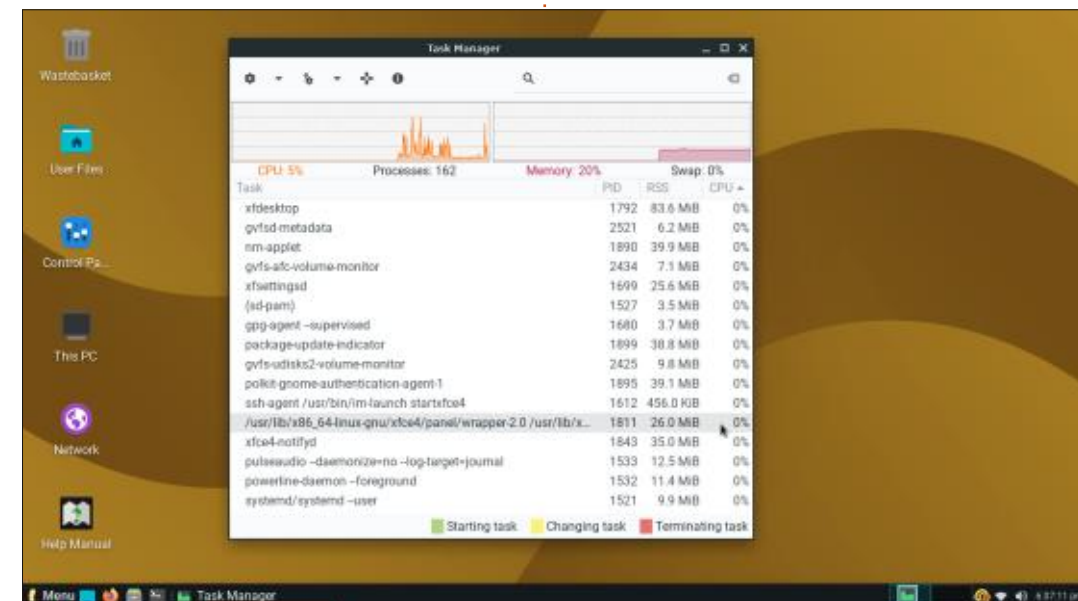 Wastebasket
User Files
Control Pa...
This PC
Network
Help Manual
Task Manager
CPU: 5% Processes: 162 Memory: 20% Swap: 0%
Task PID RSS CPU
xfdesktop 1792 83.6 MiB 0%
gvfsd-metadata 2521 6.2 MiB 0%
nm-applet 1890 39.9 MiB 0%
gvfs-afc-volume-monitor 2434 7.1 MiB 0%
xfsettingsd 1699 25.6 MiB 0%
(sd-pam) 1527 3.5 MiB 0%
gpg-agent --supervised 1680 3.7 MiB 0%
package-update-indicator 1899 38.8 MiB 0%
gvfs-udisks2-volume-monitor 2425 9.8 MiB 0%
polkit-gnome-authentication-agent-1 1895 39.1 MiB 0%
ssh-agent /usr/bin/im-launch startxfce4 1612 456.0 KiB 0%
/usr/lib/x86_64-linux-gnu/xfce4/panel/wrapper-2.0 /usr/lib/x... 1811 26.0 MiB 0%
xfce4-notifyd 1843 35.0 MiB 0%
pulseaudio --daemonize=no --log-target=journal 1533 12.5 MiB 0%
powerline-daemon --foreground 1532 11.4 MiB 0%
systemd/systemd --user 1521 9.9 MiB 0%
Starting task Changing task Terminating task
Menu Task Manager